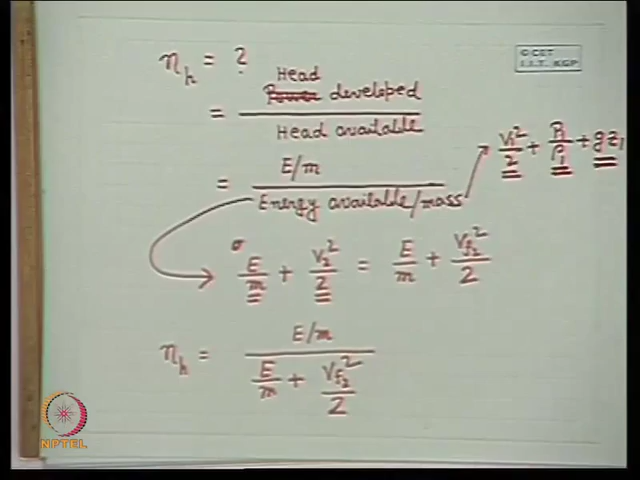 η_h = ?
© CET
I.I.T. KGP
= Head developed / Head available
V₁²/2 + P₁/ρ₁ + gz₁
= E/m / Energy available/mass
E/m + V₂²/2 = E/m + V_f₂²/2
η_h = E/m / (E/m + V_f₂²/2)
NPTEL